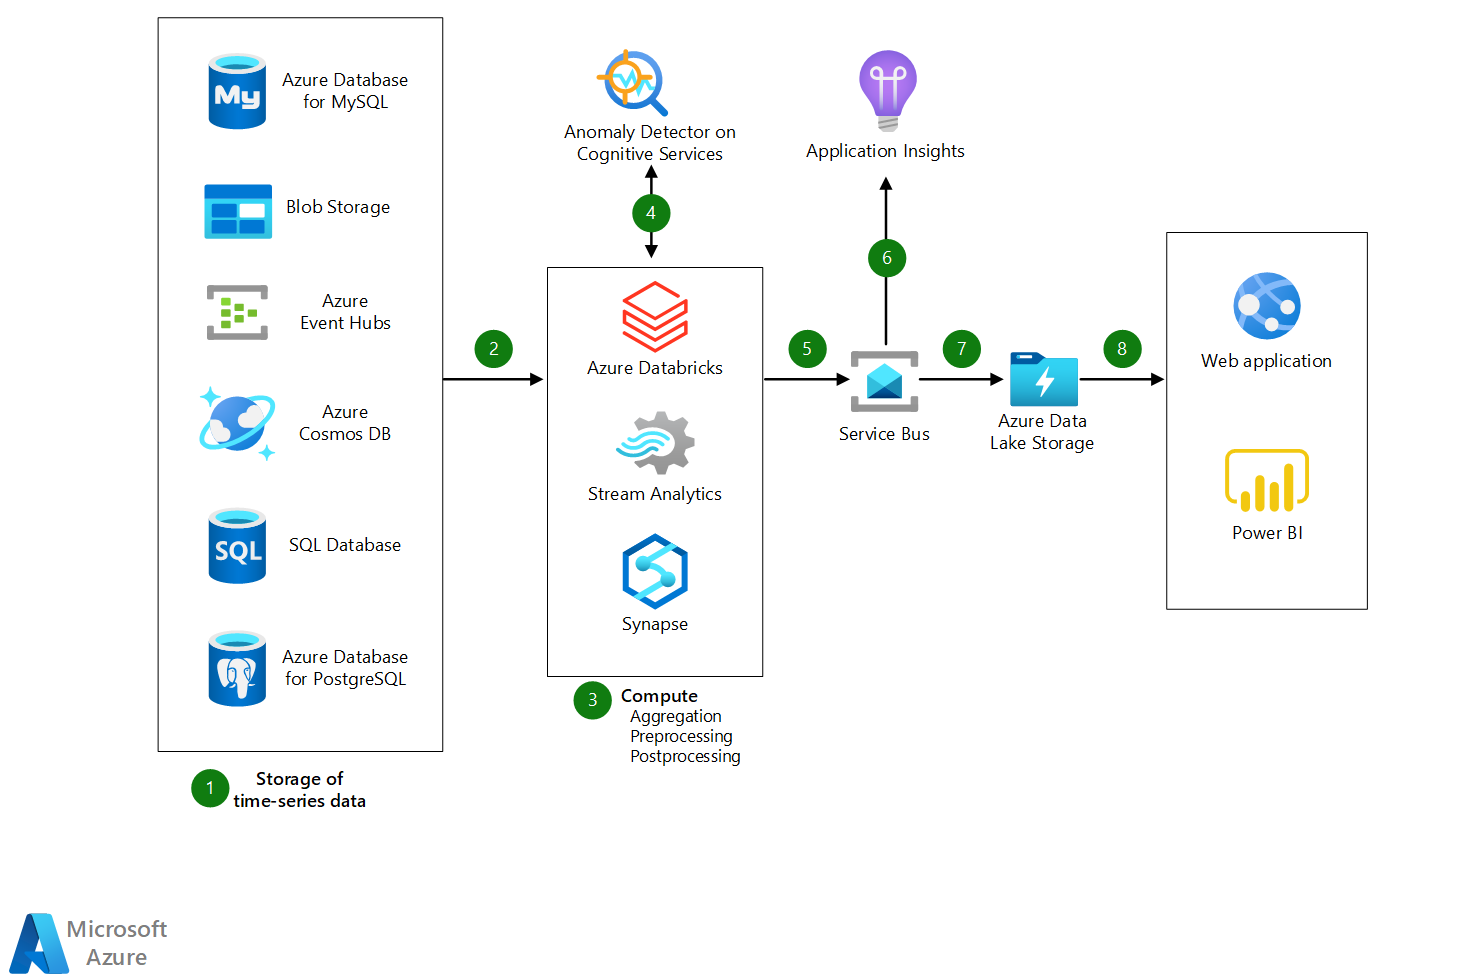 My
Azure Database
for MySQL
Blob Storage
Azure
Event Hubs
Azure
Cosmos DB
SQL
SQL Database
Azure Database
for PostgreSQL
1
Storage of
time-series data
2
Anomaly Detector on
Cognitive Services
4
Azure Databricks
Stream Analytics
Synapse
3
Compute
Aggregation
Preprocessing
Postprocessing
5
Application Insights
6
Service Bus
7
Azure Data
Lake Storage
8
Web application
Power BI
Microsoft
Azure